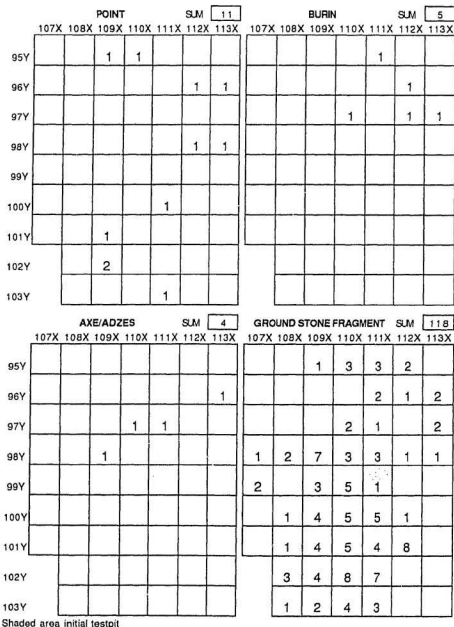 POINT SUM 11
107X 108X 109X 110X 111X 112X 113X
95Y 1 1
96Y 1 1
97Y
98Y 1 1
99Y
100Y 1
101Y 1
102Y 2
103Y 1
BURIN SUM 5
107X 108X 109X 110X 111X 112X 113X
1
1
1 1 1
AXE/ADZES SUM 4
107X 108X 109X 110X 111X 112X 113X
95Y
96Y 1
97Y 1 1
98Y 1
99Y
100Y
101Y
102Y
103Y
GROUND STONE FRAGMENT SUM 118
107X 108X 109X 110X 111X 112X 113X
1 3 3 2
2 1 2
2 1 2
1 2 7 3 3 1 1
2 3 5 1
1 4 5 5 1
1 4 5 4 8
3 4 8 7
1 2 4 3
Shaded area initial testpit